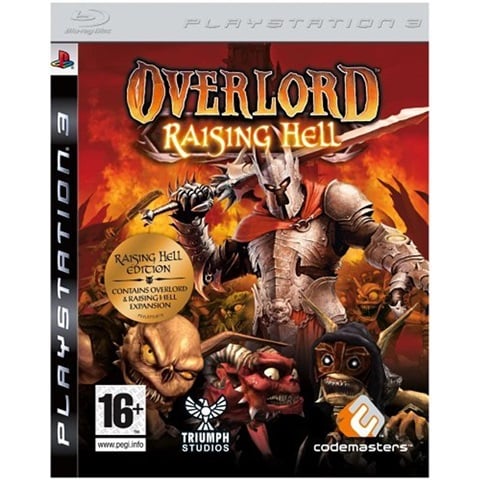 Blu-ray Disc
PLAYSTATION 3
PLAYSTATION 3
OVERLORD
RAISING HELL
RAISING HELL
EDITION
CONTAINS OVERLORD
& RAISING HELL
EXPANSION
16+
www.pegi.info
TRIUMPH
STUDIOS
codemasters